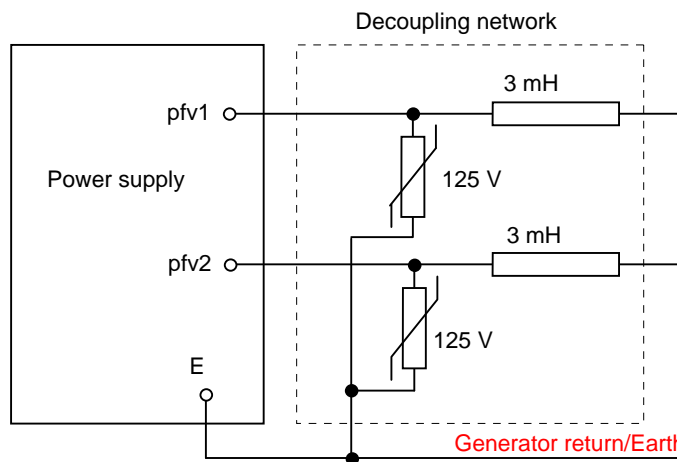 Decoupling network
3 mH
pfv1
Power supply
125 V
3 mH
pfv2
125 V
E
Generator return/Earth